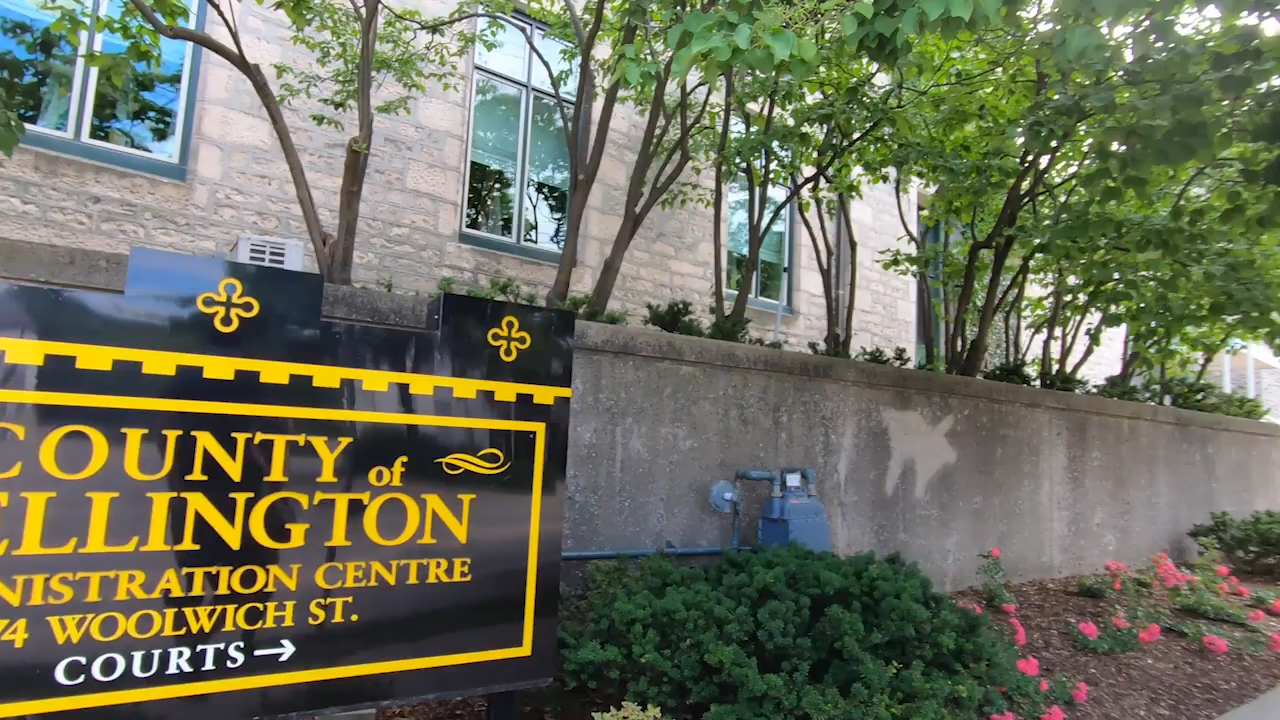 COUNTY of
ELLINGTON
NISTRATION CENTRE
74 WOOLWICH ST.
COURTS→